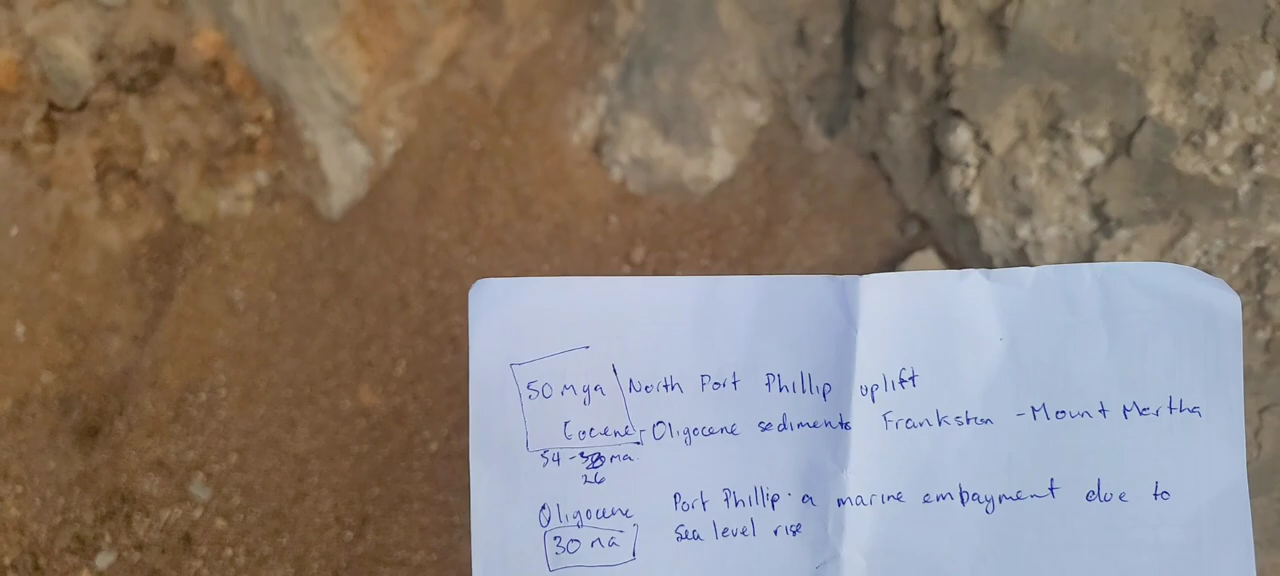 50 mya North Port Phillip uplift
Eocene-Oligocene sediments Frankston - Mount Martha
54 - ma.
26
Oligocene Port Phillip. a marine embayment due to
30 ma sea level rise